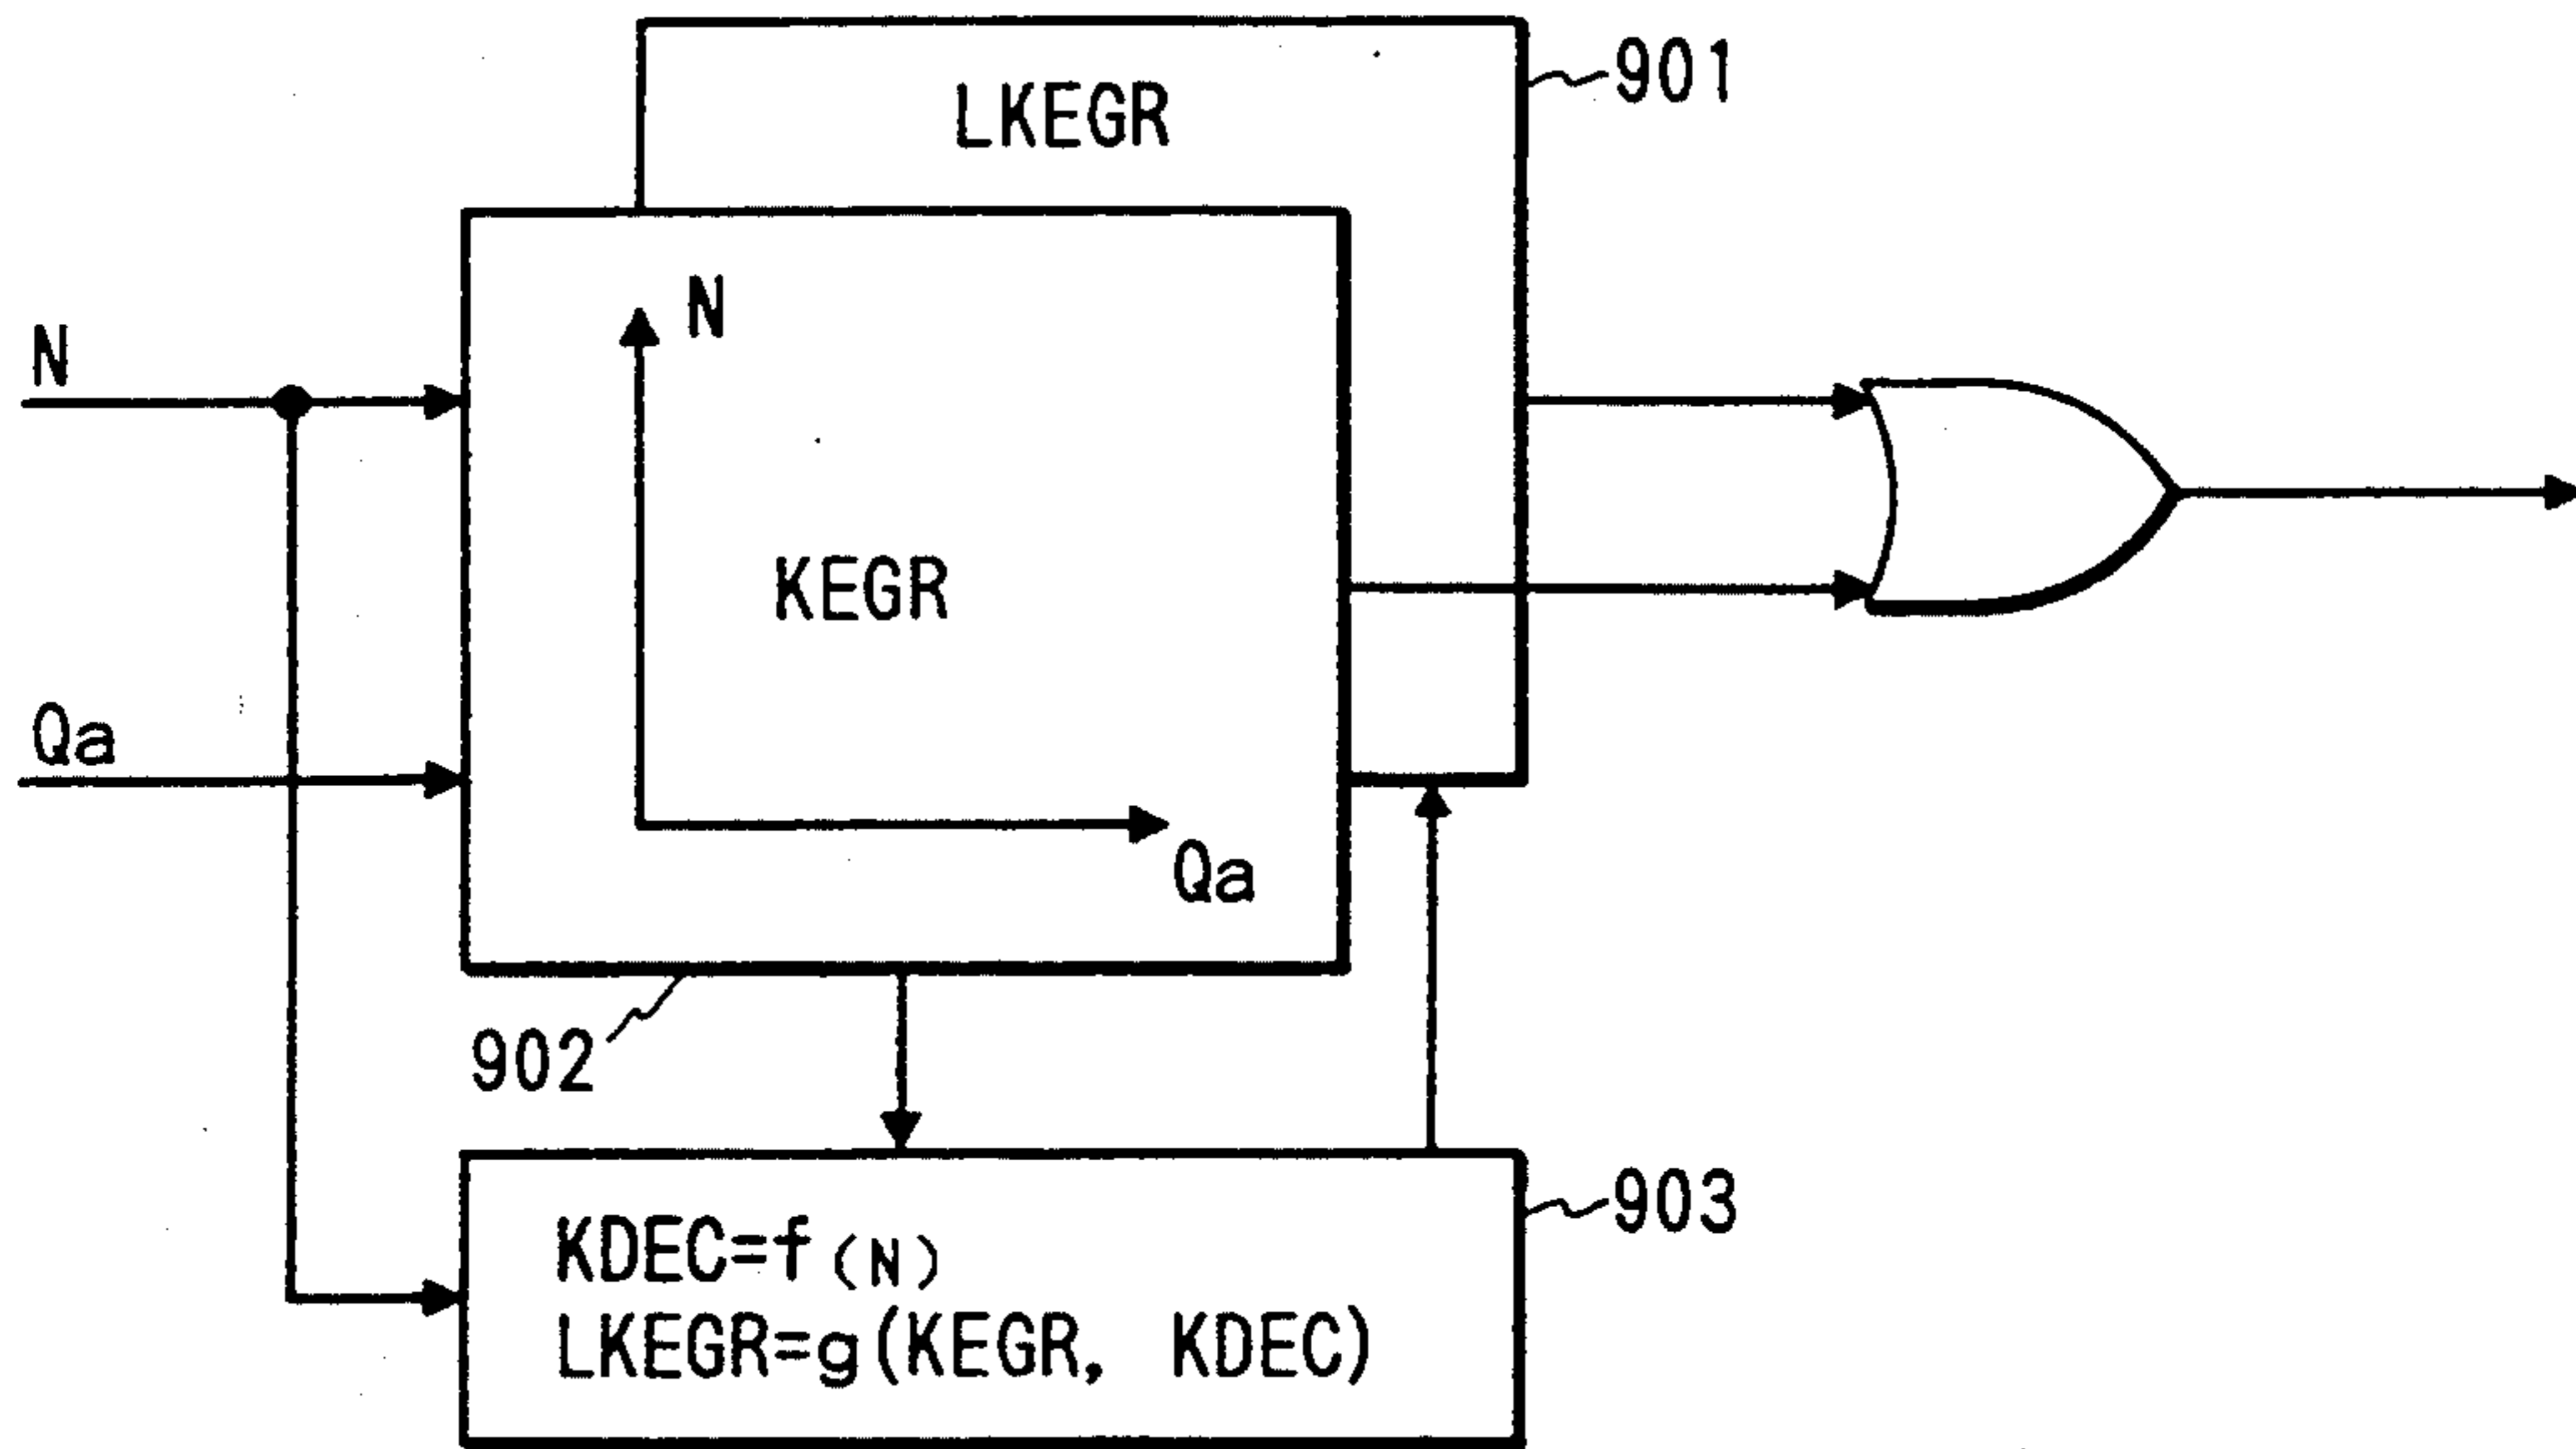 901
LKEGR
N
N
KEGR
Qa
Qa
902
903
KDEC=f(N)
LKEGR=g(KEGR, KDEC)